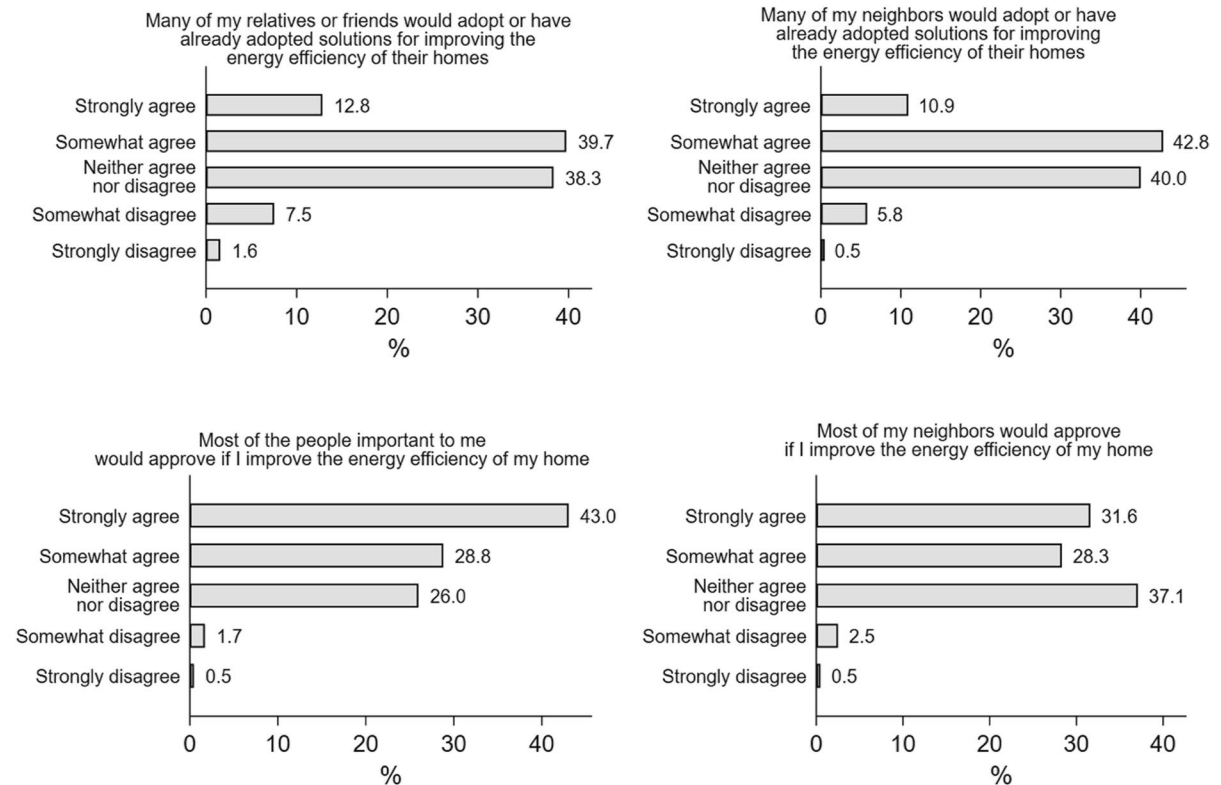 Many of my relatives or friends would adopt or have
already adopted solutions for improving the
energy efficiency of their homes
Strongly agree
12.8
Somewhat agree
39.7
Neither agree
nor disagree
38.3
Somewhat disagree
7.5
Strongly disagree
1.6
0 10 20 30 40
%
Many of my neighbors would adopt or have
already adopted solutions for improving
the energy efficiency of their homes
Strongly agree
10.9
Somewhat agree
42.8
Neither agree
nor disagree
40.0
Somewhat disagree
5.8
Strongly disagree
0.5
0 10 20 30 40
%
Most of the people important to me
would approve if I improve the energy efficiency of my home
Strongly agree
43.0
Somewhat agree
28.8
Neither agree
nor disagree
26.0
Somewhat disagree
1.7
Strongly disagree
0.5
0 10 20 30 40
%
Most of my neighbors would approve
if I improve the energy efficiency of my home
Strongly agree
31.6
Somewhat agree
28.3
Neither agree
nor disagree
37.1
Somewhat disagree
2.5
Strongly disagree
0.5
0 10 20 30 40
%